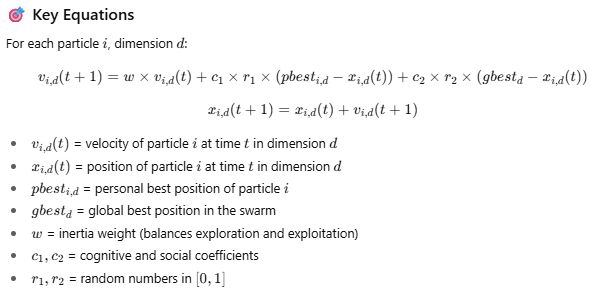 🎯 Key Equations
For each particle i, dimension d:
v_{i,d}(t + 1) = w × v_{i,d}(t) + c_1 × r_1 × (pbest_{i,d} − x_{i,d}(t)) + c_2 × r_2 × (gbest_d − x_{i,d}(t))
x_{i,d}(t + 1) = x_{i,d}(t) + v_{i,d}(t + 1)
• v_{i,d}(t) = velocity of particle i at time t in dimension d
• x_{i,d}(t) = position of particle i at time t in dimension d
• pbest_{i,d} = personal best position of particle i
• gbest_d = global best position in the swarm
• w = inertia weight (balances exploration and exploitation)
• c_1, c_2 = cognitive and social coefficients
• r_1, r_2 = random numbers in [0, 1]